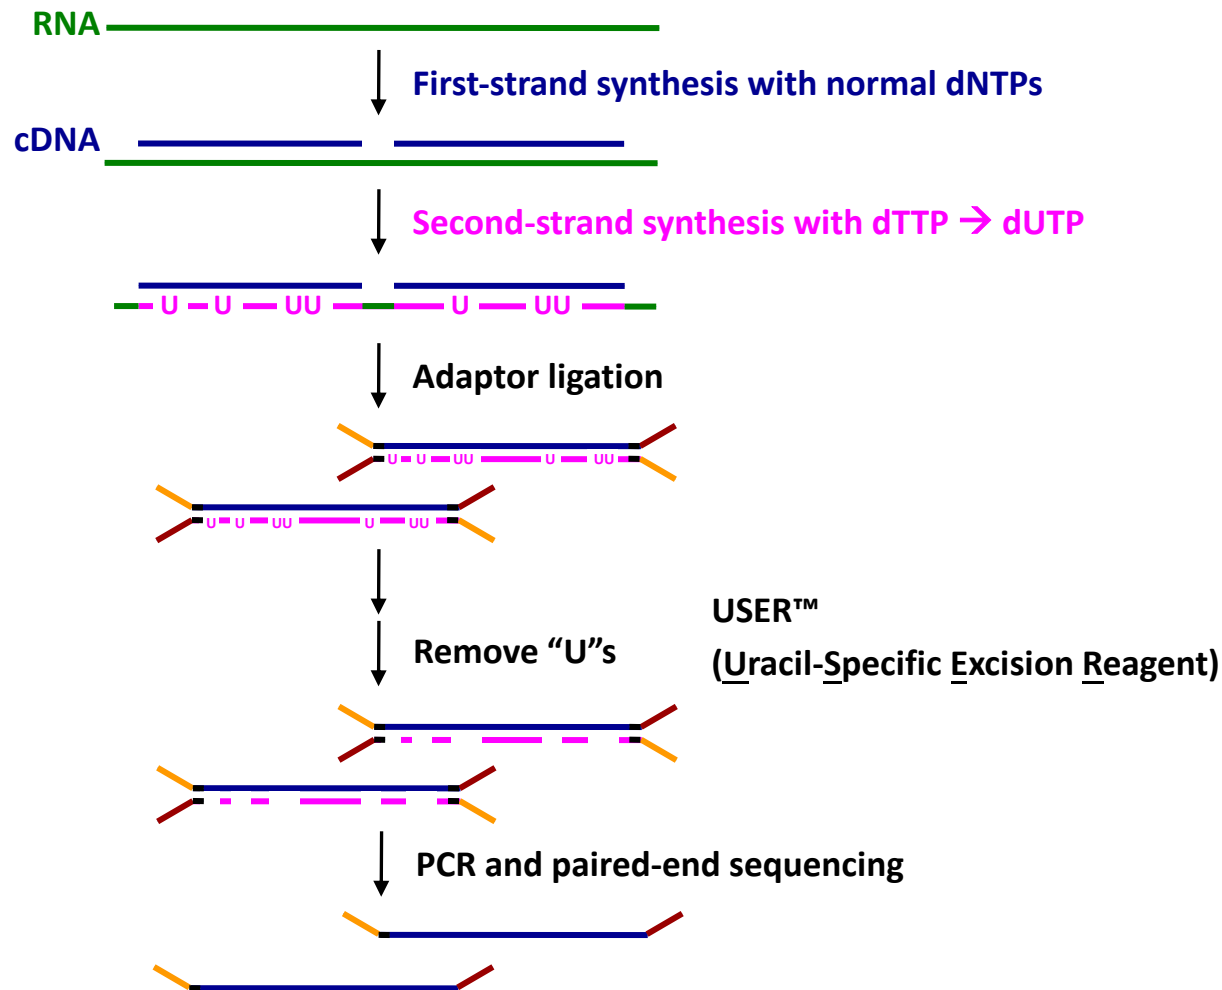 RNA
First-strand synthesis with normal dNTPs
cDNA
Second-strand synthesis with dTTP → dUTP
U U UU U UU
Adaptor ligation
U U UU U UU
U U UU U UU
USER™
Remove “U”s
(Uracil-Specific Excision Reagent)
PCR and paired-end sequencing